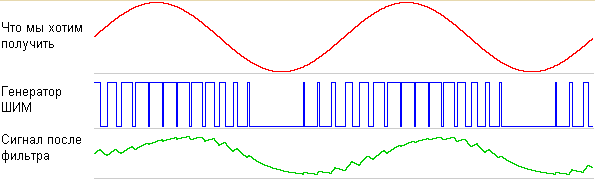 Что мы хотим
получить
Генератор
ШИМ
Сигнал после
фильтра